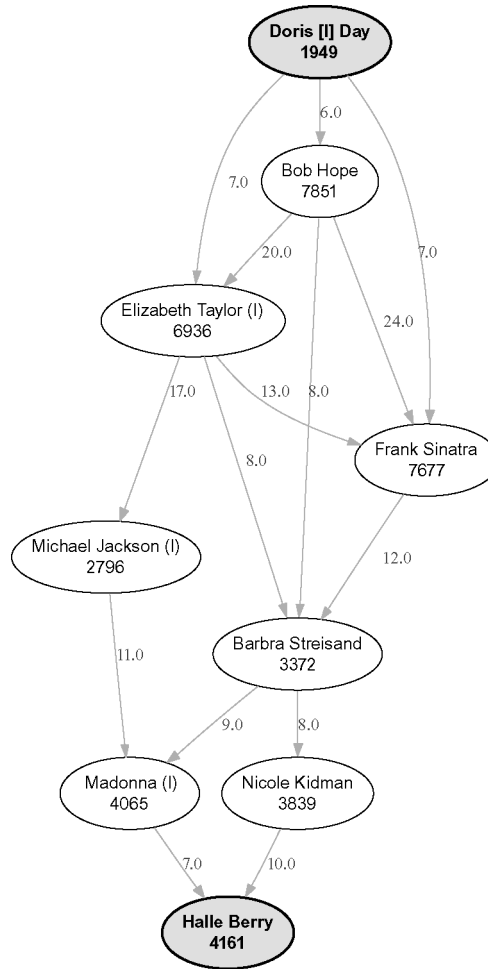 Doris [I] Day
1949
6.0
Bob Hope
7851
7.0
20.0
7.0
Elizabeth Taylor (I)
6936
24.0
17.0
13.0
8.0
8.0
Frank Sinatra
7677
Michael Jackson (I)
2796
12.0
11.0
Barbra Streisand
3372
9.0
8.0
Madonna (I)
4065
Nicole Kidman
3839
7.0
10.0
Halle Berry
4161